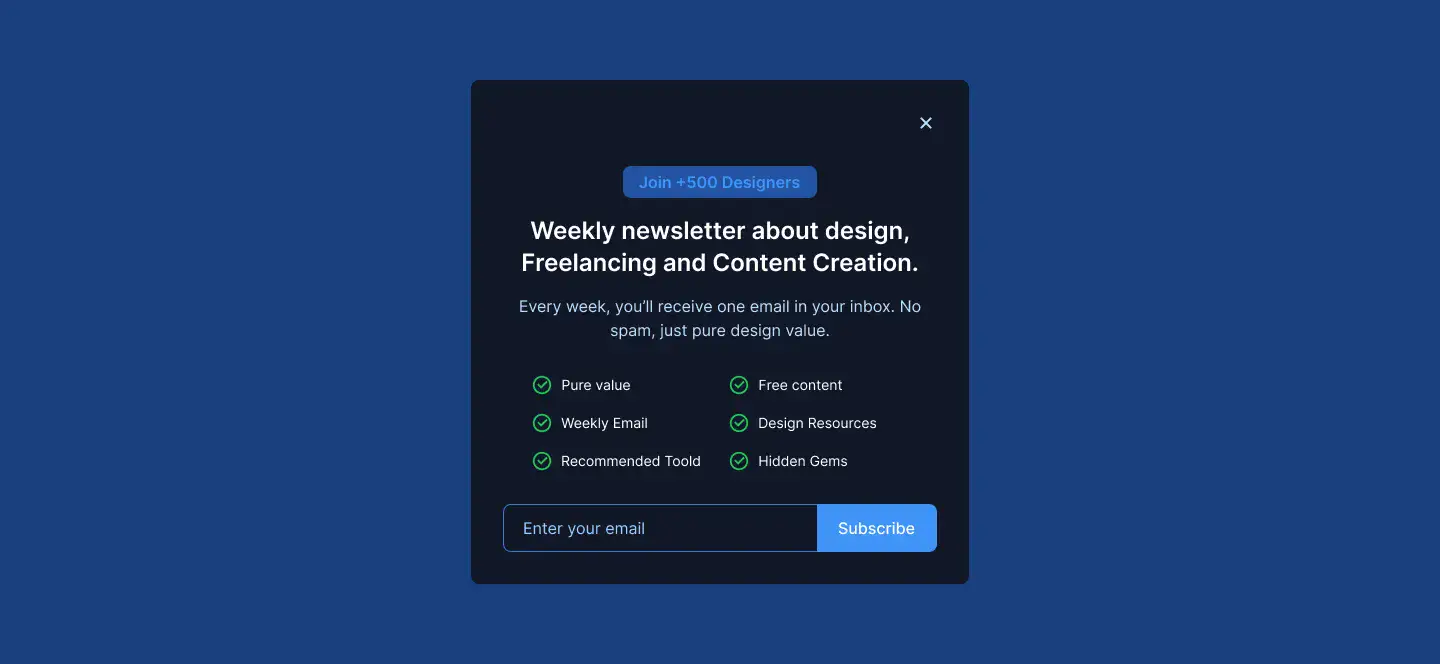 Join +500 Designers
Weekly newsletter about design,
Freelancing and Content Creation.
Every week, you’ll receive one email in your inbox. No
spam, just pure design value.
Pure value
Free content
Weekly Email
Design Resources
Recommended Toold
Hidden Gems
Enter your email
Subscribe